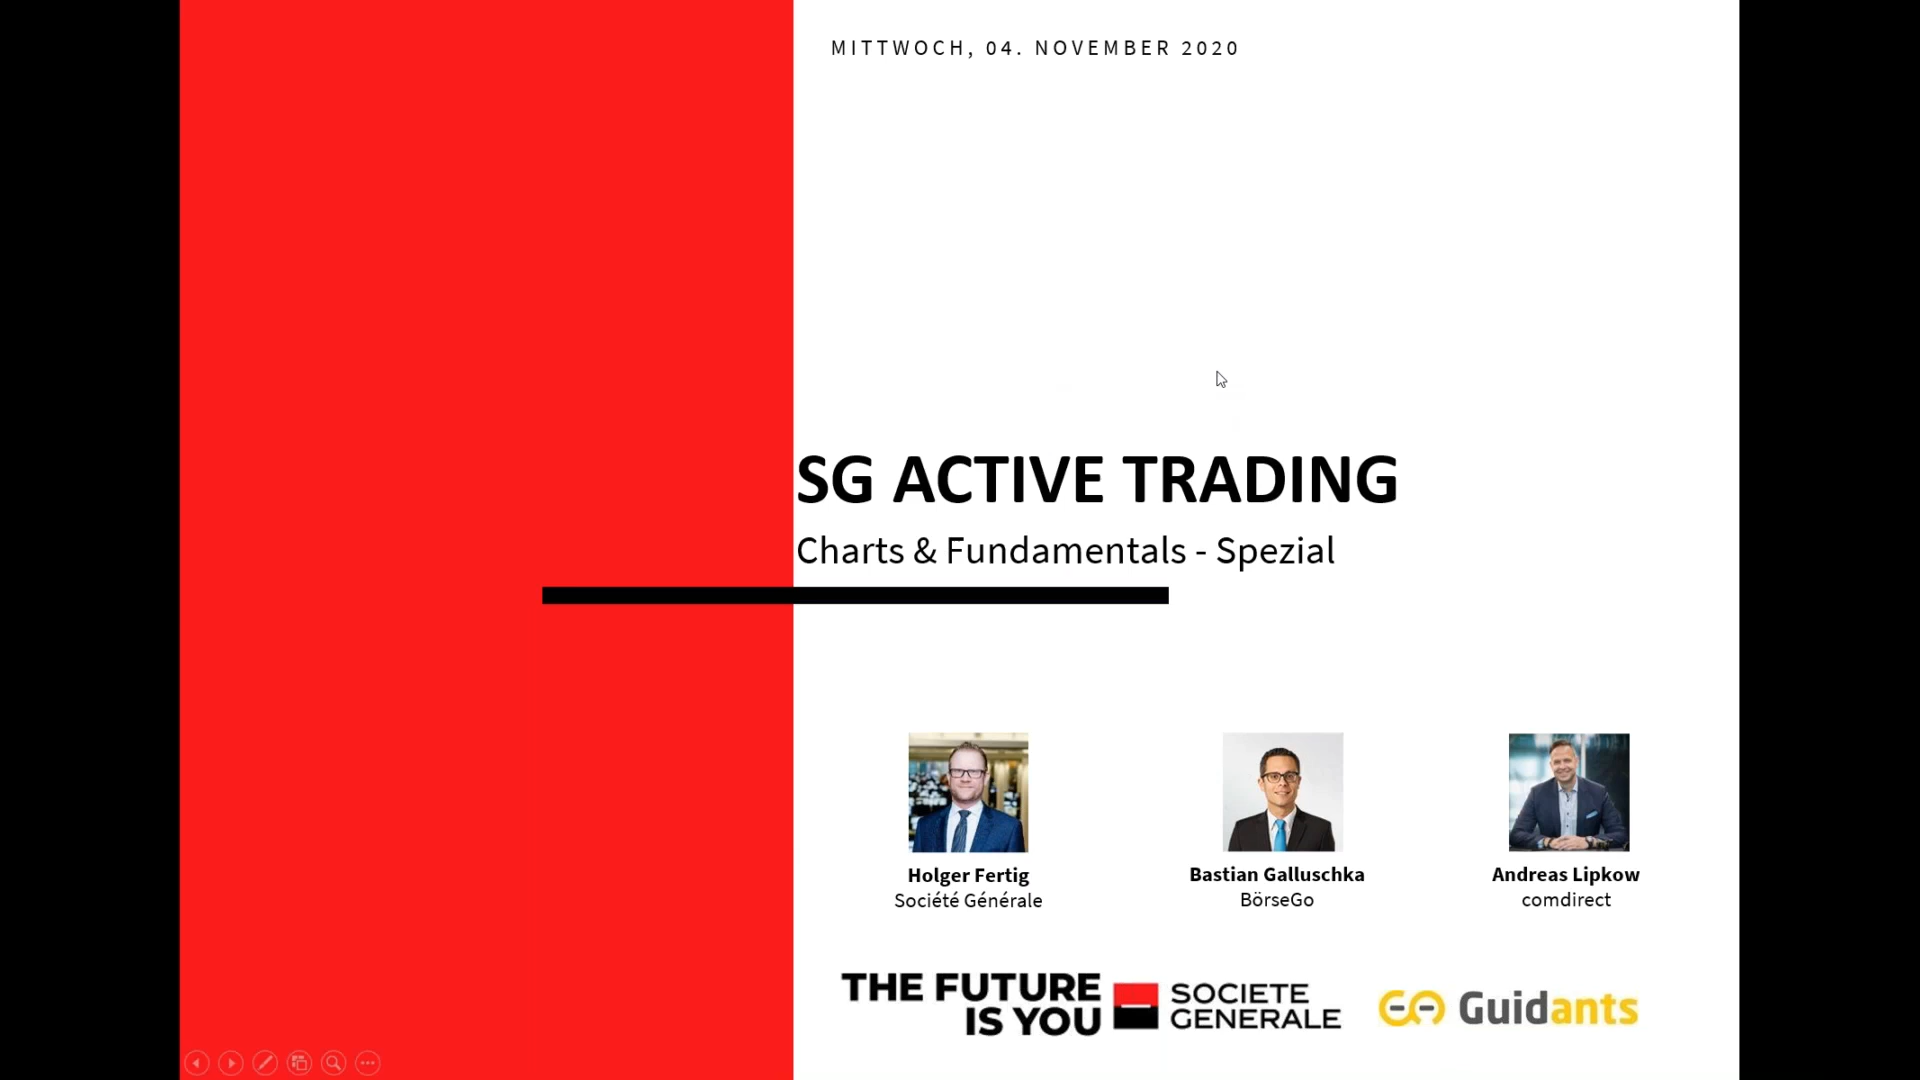 MITTWOCH, 04. NOVEMBER 2020
SG ACTIVE TRADING
Charts & Fundamentals - Spezial
Holger Fertig
Société Générale
Bastian Galluschka
BörseGo
Andreas Lipkow
comdirect
THE FUTURE
IS YOU
SOCIETE
GENERALE
Guidants